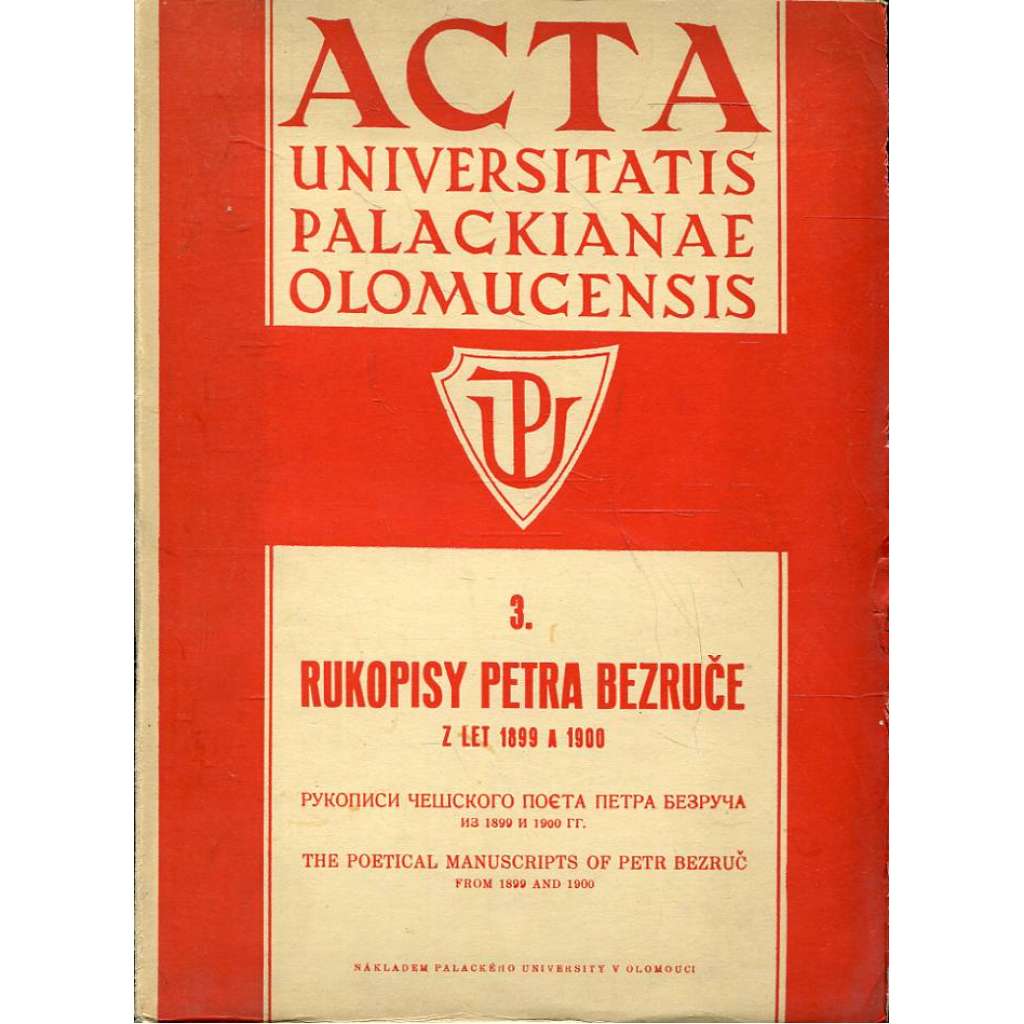 ACTA
UNIVERSITATIS
PALACKIANAE
OLOMUCENSIS
UP
3.
RUKOPISY PETRA BEZRUČE
Z LET 1899 A 1900
РУКОПИСИ ЧЕШСКОГО ПОЄТА ПЕТРА БЕЗРУЧА
ИЗ 1899 И 1900 ГГ.
THE POETICAL MANUSCRIPTS OF PETR BEZRUČ
FROM 1899 AND 1900
NÁKLADEM PALACKÉHO UNIVERSITY V OLOMOUCI